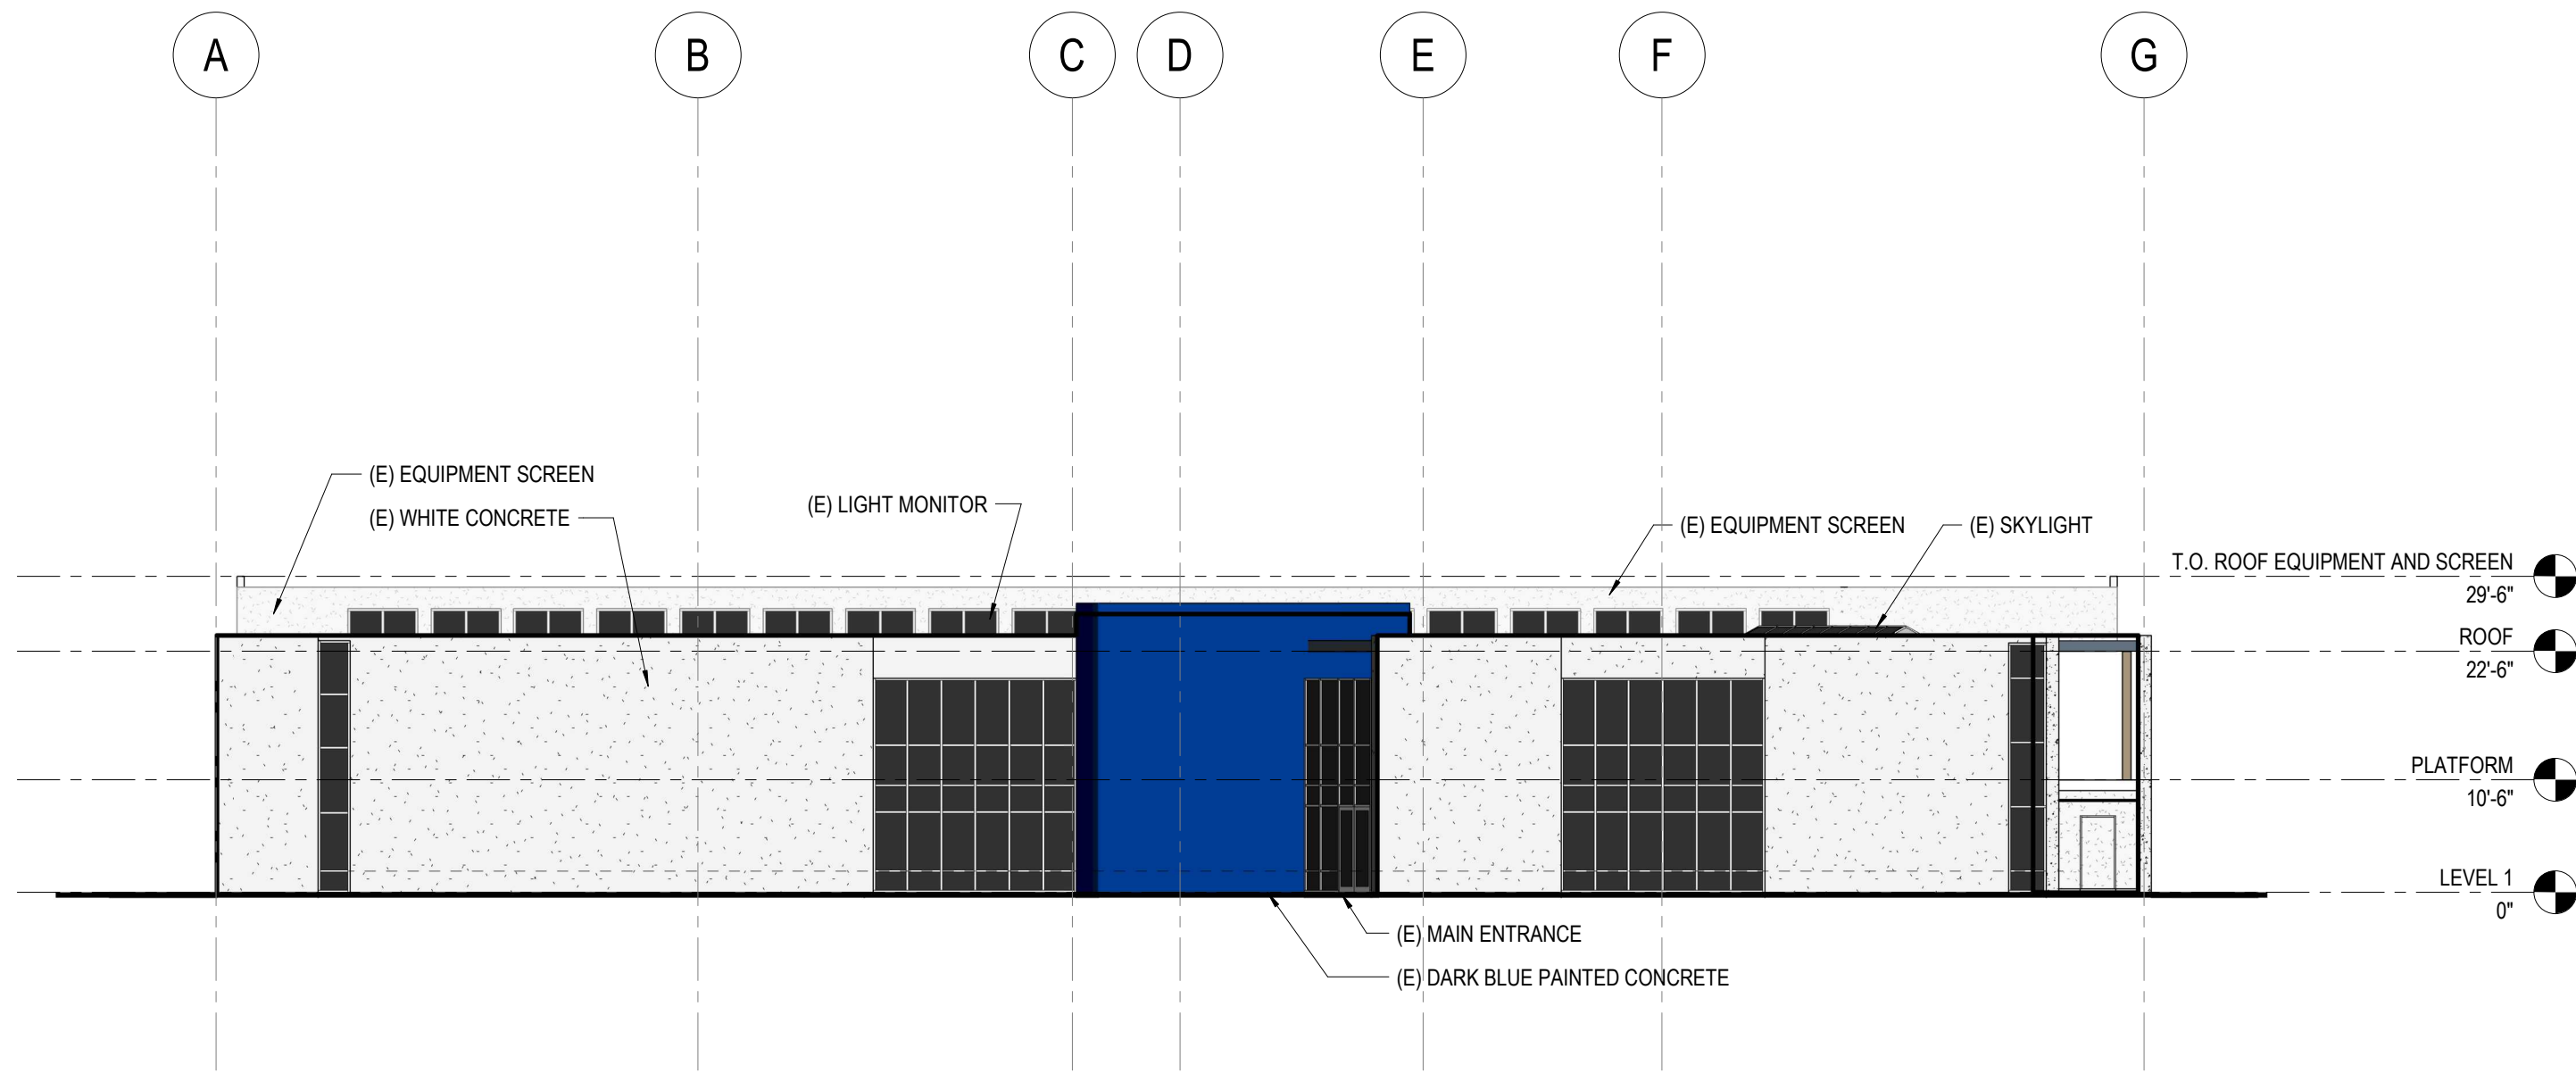 A B C D E F G
(E) EQUIPMENT SCREEN
(E) LIGHT MONITOR
(E) WHITE CONCRETE
(E) EQUIPMENT SCREEN
(E) SKYLIGHT
T.O. ROOF EQUIPMENT AND SCREEN
29'-6"
ROOF
22'-6"
PLATFORM
10'-6"
LEVEL 1
0"
(E) MAIN ENTRANCE
(E) DARK BLUE PAINTED CONCRETE